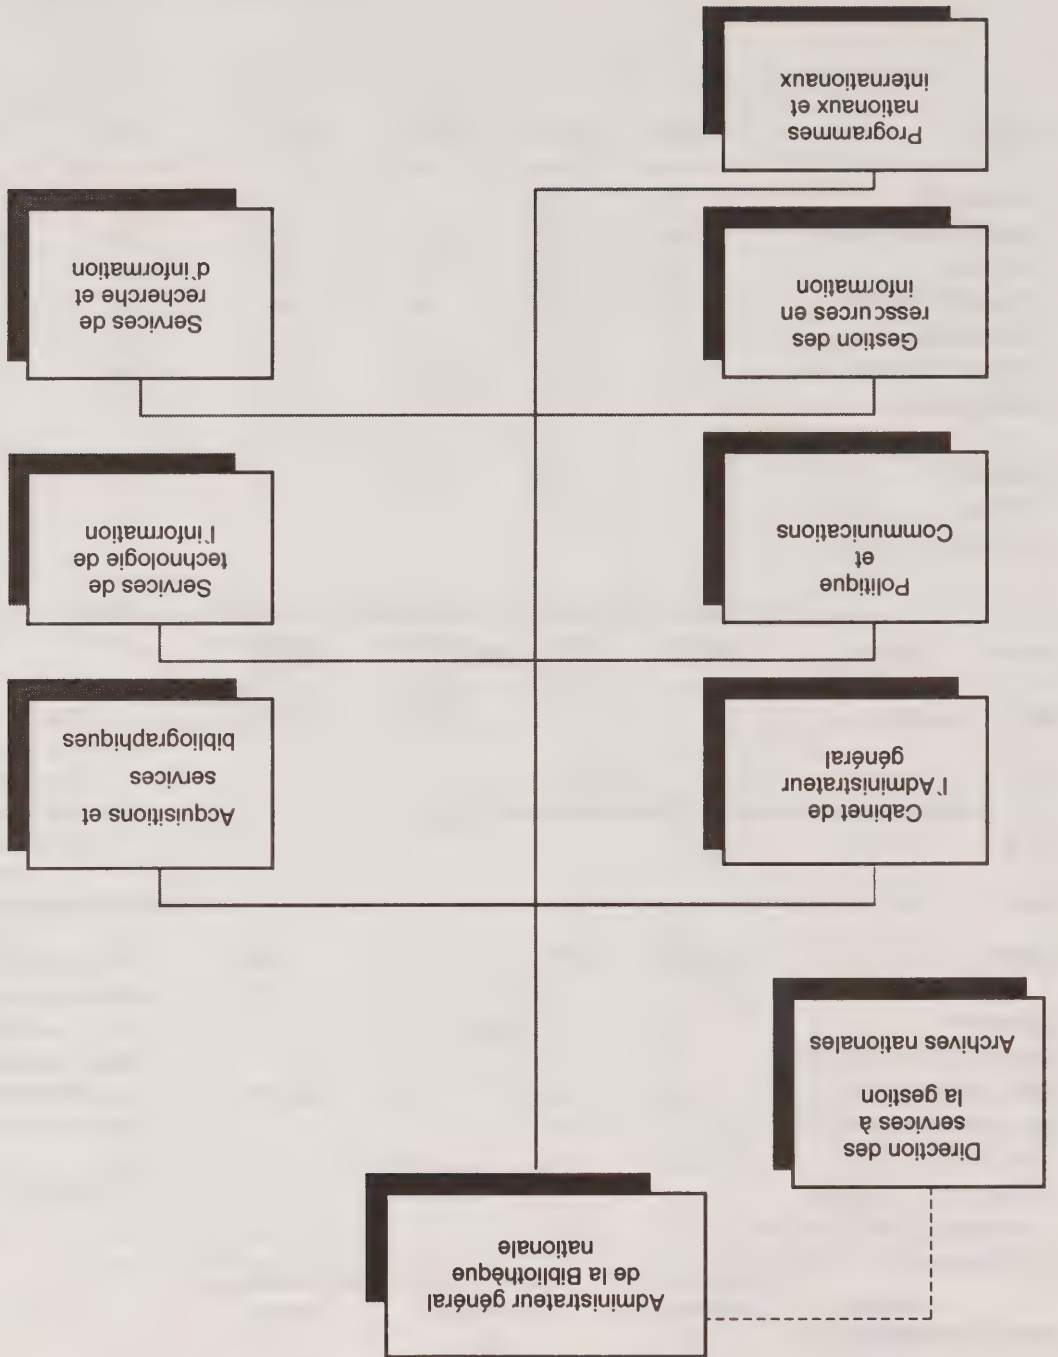 Administrateur général
de la Bibliothèque
nationale
Direction des
services à
la gestion
Archives nationales
Cabinet de
l`Administrateur
général
Acquisitions et
services
bibliographiques
Politique
et
Communications
Services de
technologie de
l'information
Gestion des
resscurces en
information
Services de
recherche et
d`information
Programmes
nationaux et
internationaux